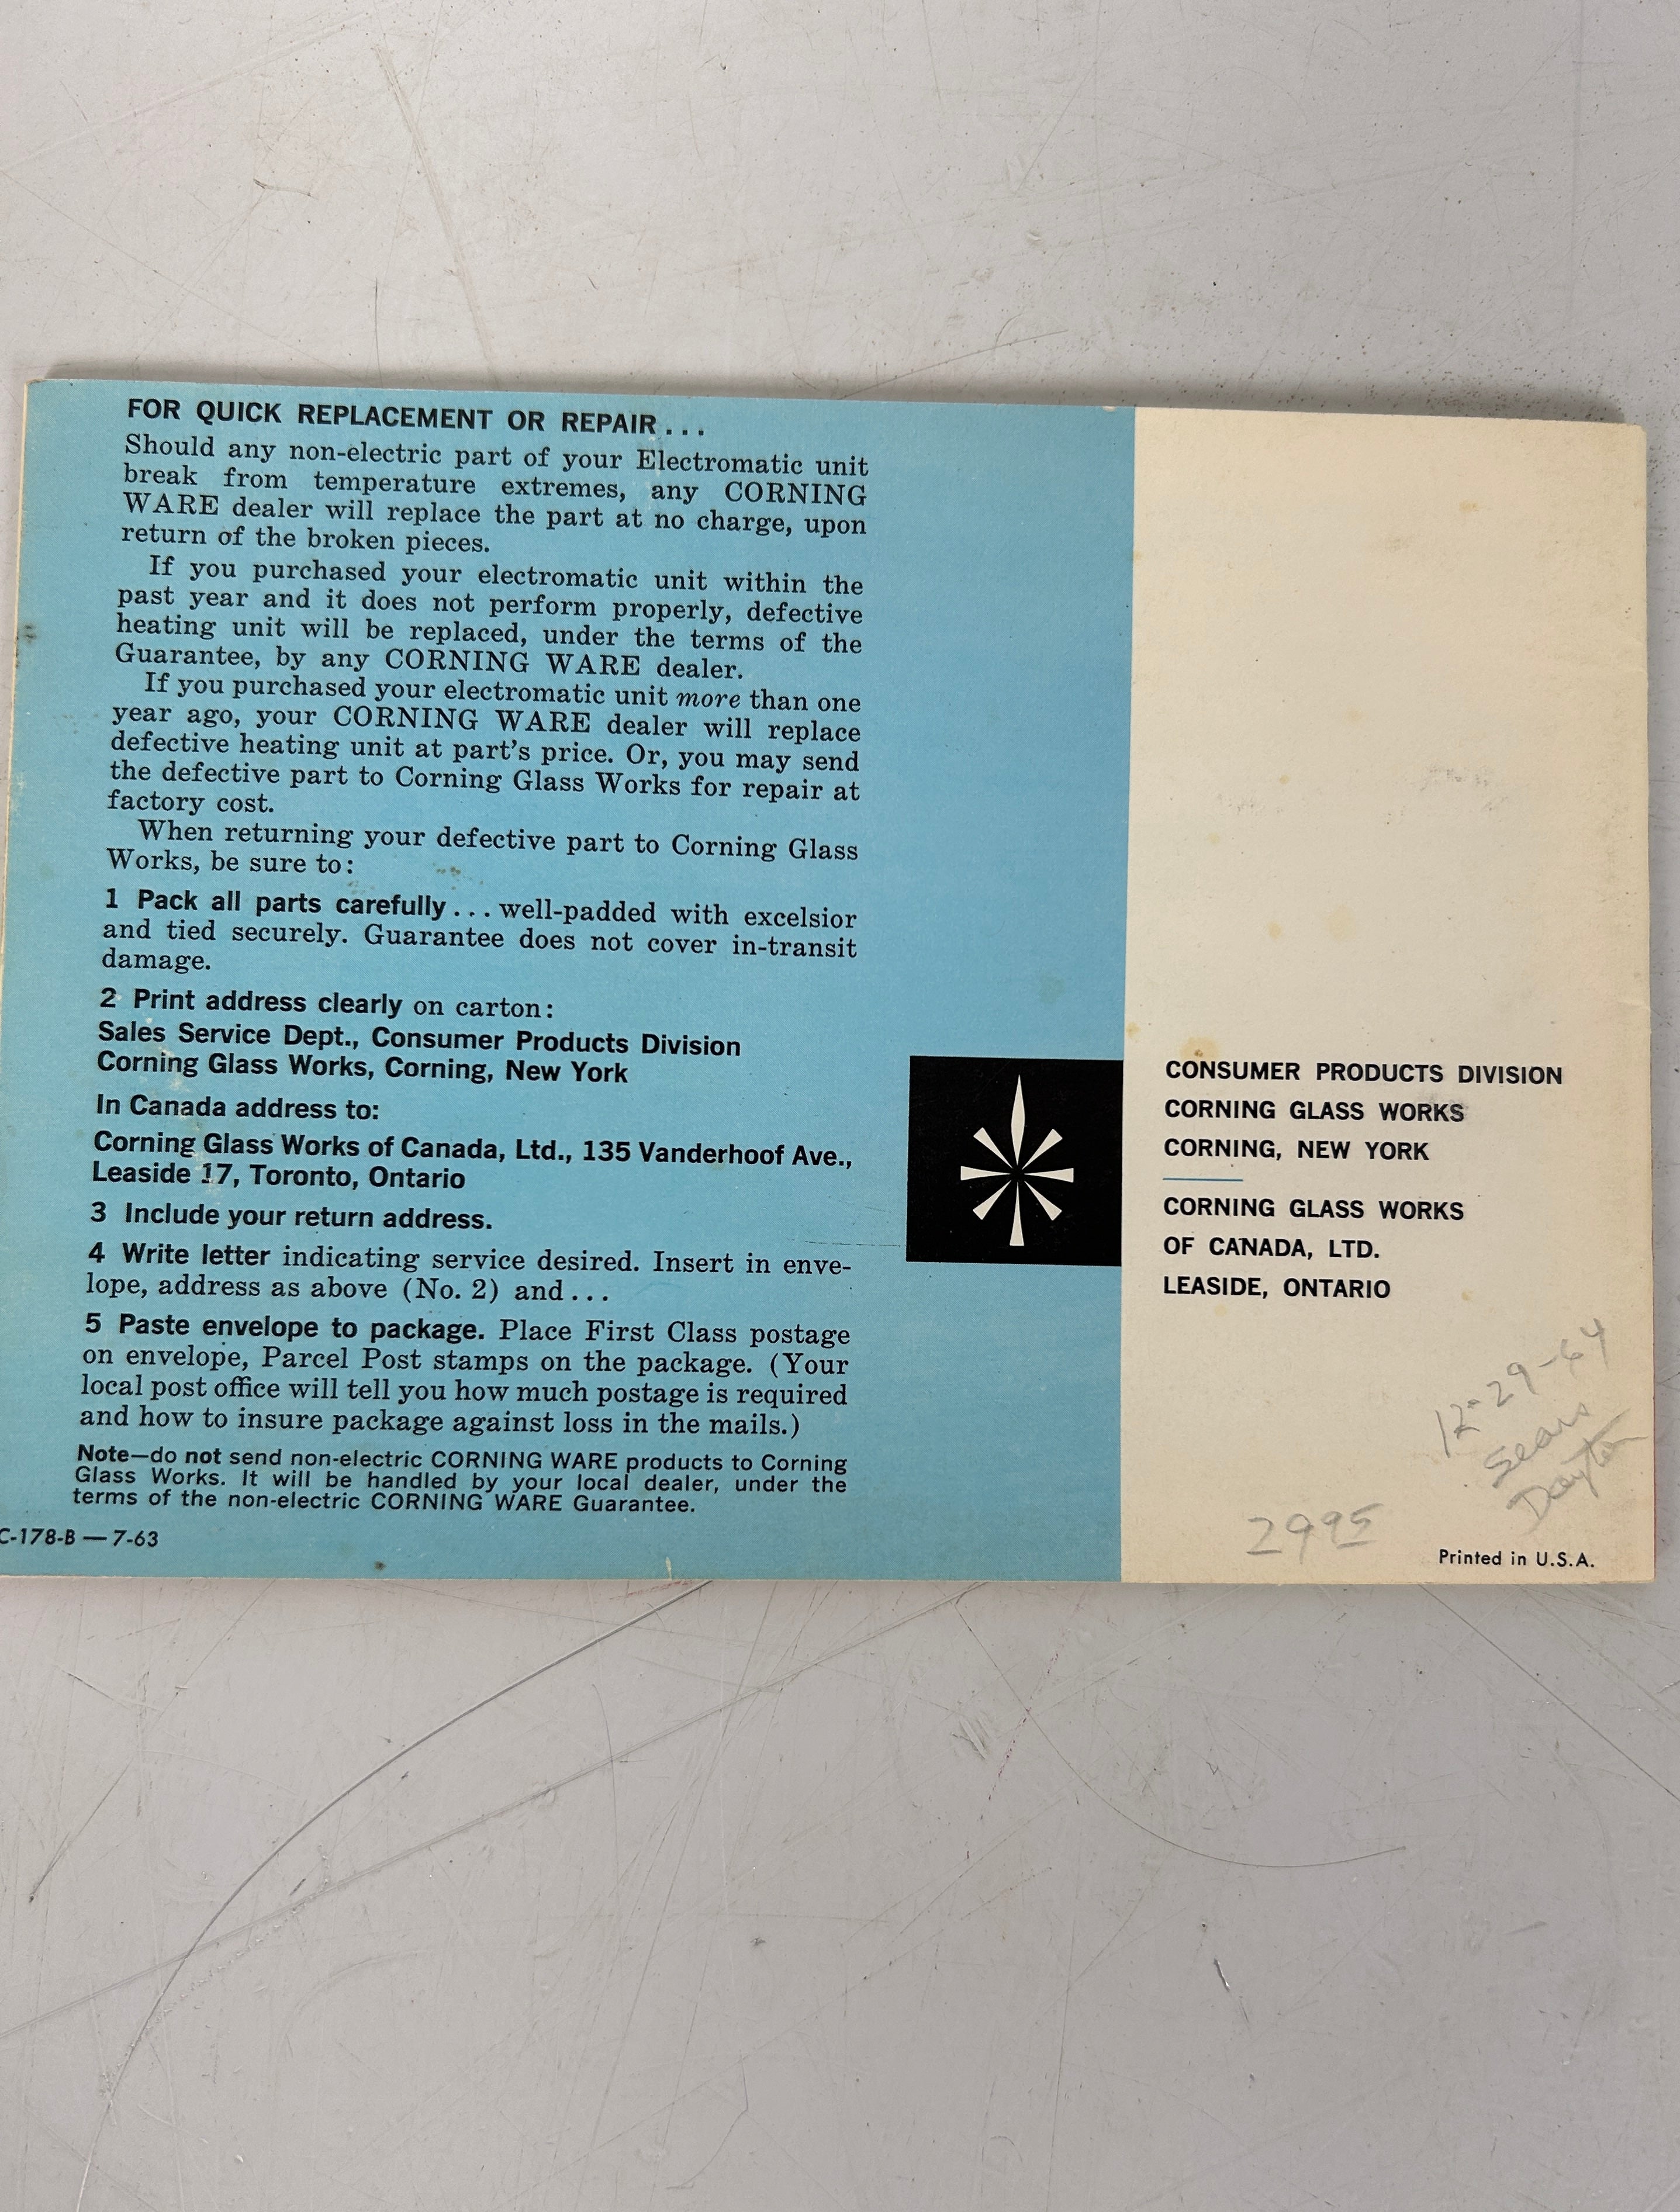 FOR QUICK REPLACEMENT OR REPAIR...
Should any non-electric part of your Electromatic unit
break from temperature extremes, any CORNING
WARE dealer will replace the part at no charge, upon
return of the broken pieces.
If you purchased your electromatic unit within the
past year and it does not perform properly, defective
heating unit will be replaced, under the terms of the
Guarantee, by any CORNING WARE dealer.
If you purchased your electromatic unit more than one
year ago, your CORNING WARE dealer will replace
defective heating unit at part's price. Or, you may send
the defective part to Corning Glass Works for repair at
factory cost.
When returning your defective part to Corning Glass
Works, be sure to:
1 Pack all parts carefully... well-padded with excelsior
and tied securely. Guarantee does not cover in-transit
damage.
2 Print address clearly on carton:
Sales Service Dept., Consumer Products Division
Corning Glass Works, Corning, New York
In Canada address to:
Corning Glass Works of Canada, Ltd., 135 Vanderhoof Ave.,
Leaside 17, Toronto, Ontario
3 Include your return address.
4 Write letter indicating service desired. Insert in enve-
lope, address as above (No. 2) and...
5 Paste envelope to package. Place First Class postage
on envelope, Parcel Post stamps on the package. (Your
local post office will tell you how much postage is required
and how to insure package against loss in the mails.)
Note—do not send non-electric CORNING WARE products to Corning
Glass Works. It will be handled by your local dealer, under the
terms of the non-electric CORNING WARE Guarantee.
C-178-B — 7-63
CONSUMER PRODUCTS DIVISION
CORNING GLASS WORKS
CORNING, NEW YORK
CORNING GLASS WORKS
OF CANADA, LTD.
LEASIDE, ONTARIO
12-29-64
Sears
Dayton
2995
Printed in U.S.A.